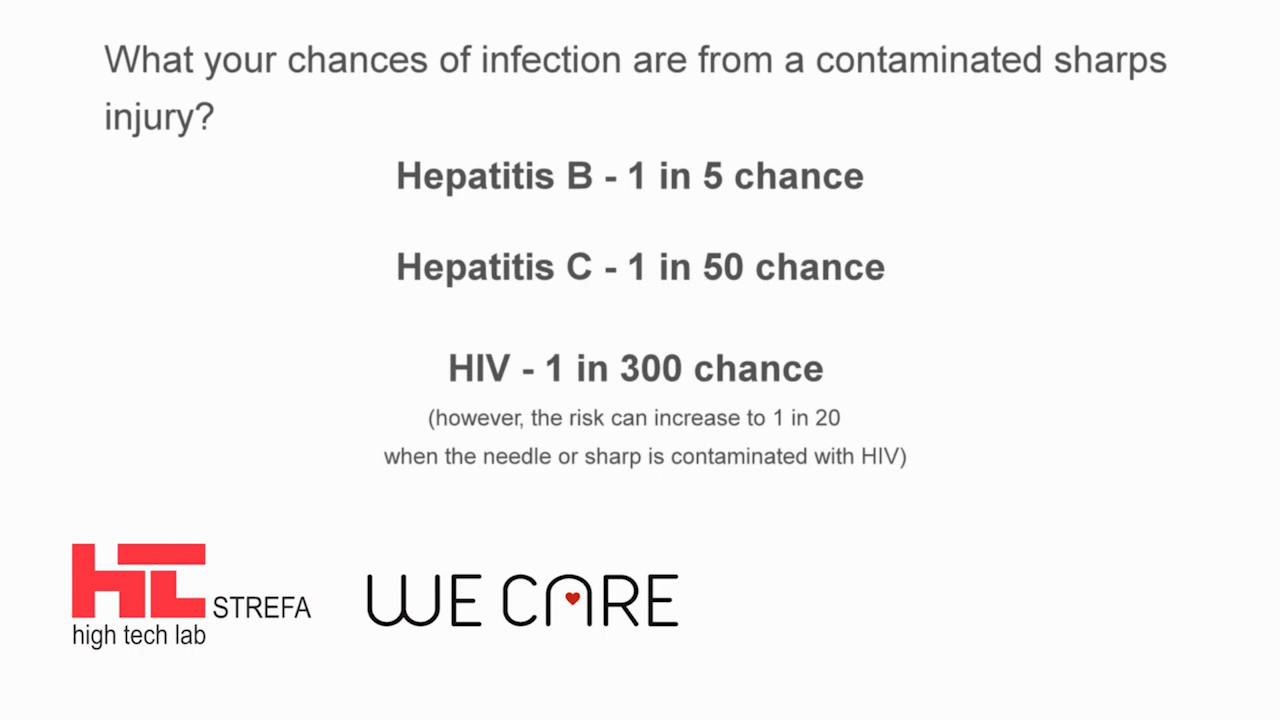 What your chances of infection are from a contaminated sharps
injury?
Hepatitis B - 1 in 5 chance
Hepatitis C - 1 in 50 chance
HIV - 1 in 300 chance
(however, the risk can increase to 1 in 20
when the needle or sharp is contaminated with HIV)
HTL STREFA
high tech lab
WE CARE